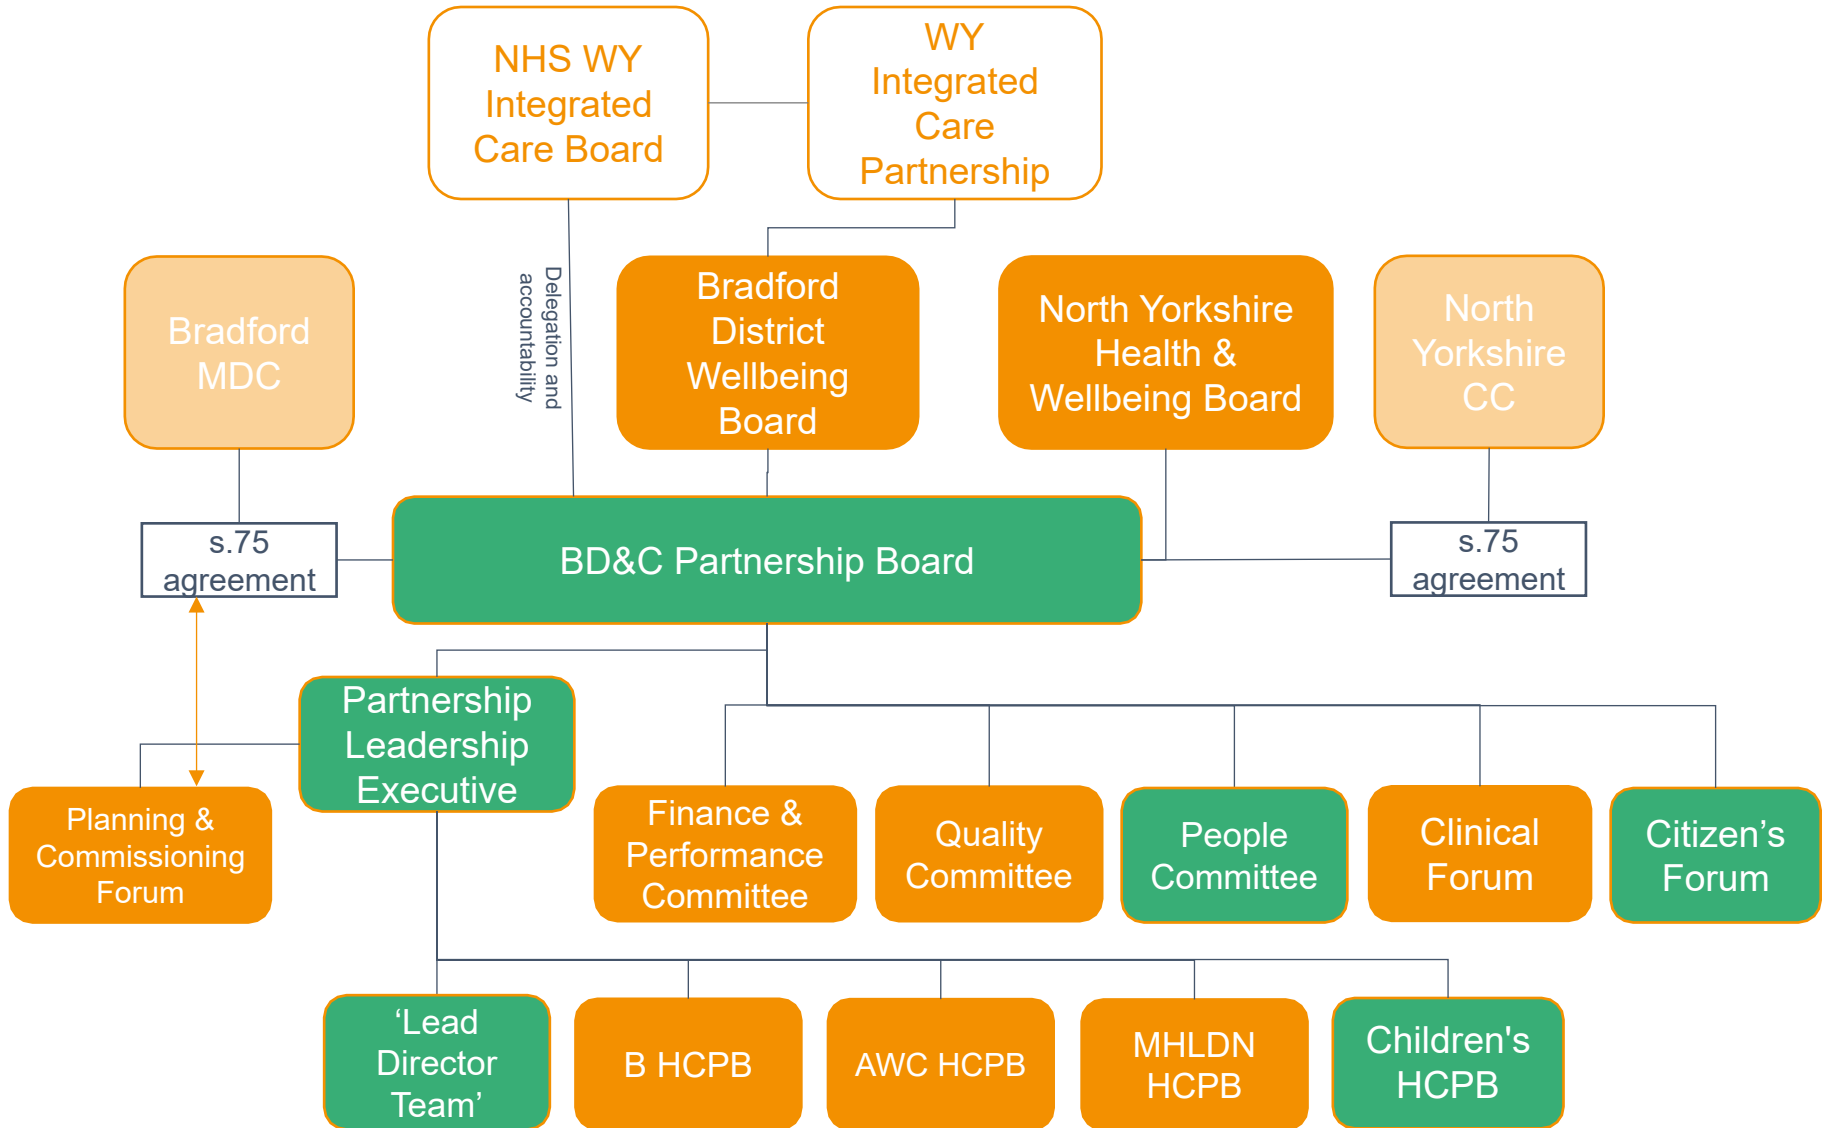 NHS WY
Integrated
Care Board
WY
Integrated
Care
Partnership
Delegation and
accountability
Bradford
MDC
Bradford
District
Wellbeing
Board
North Yorkshire
Health &
Wellbeing Board
North
Yorkshire
CC
s.75
agreement
BD&C Partnership Board
s.75
agreement
Partnership
Leadership
Executive
Planning &
Commissioning
Forum
Finance &
Performance
Committee
Quality
Committee
People
Committee
Clinical
Forum
Citizen’s
Forum
‘Lead
Director
Team’
B HCPB
AWC HCPB
MHLDN
HCPB
Children's
HCPB